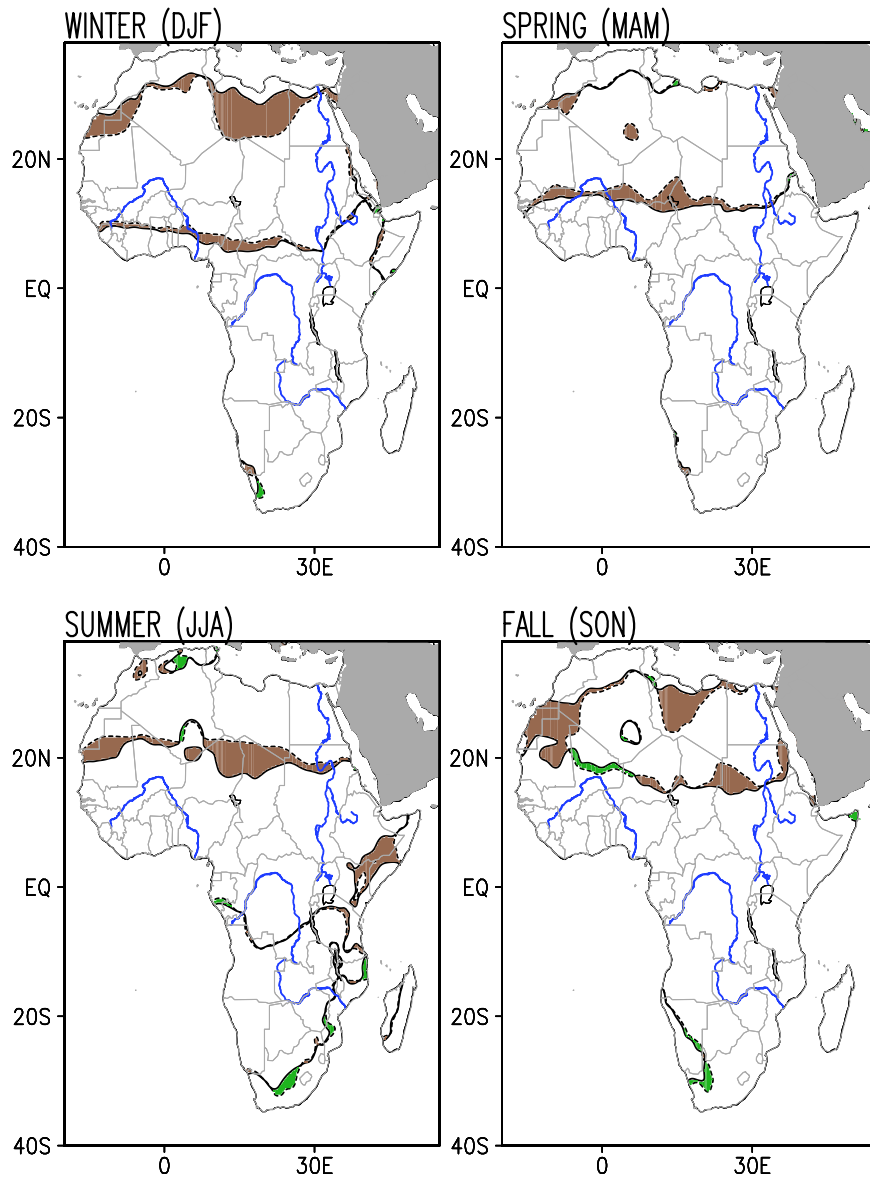 WINTER (DJF)
20N
EQ
20S
40S
0
30E
SPRING (MAM)
20N
EQ
20S
40S
0
30E
SUMMER (JJA)
20N
EQ
20S
40S
0
30E
FALL (SON)
20N
EQ
20S
40S
0
30E